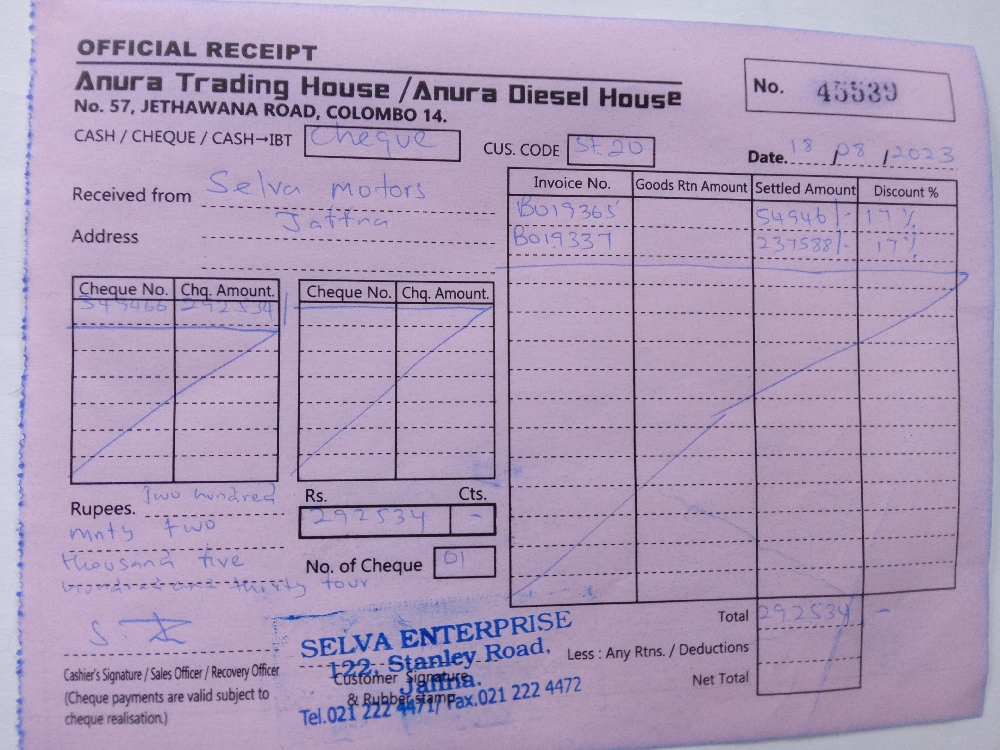 OFFICIAL RECEIPT
Anura Trading House / Anura Diesel House
No. 57, JETHAWANA ROAD, COLOMBO 14.
No. 45539
CASH / CHEQUE / CASH→IBT cheque
CUS. CODE SE 20
Date. 18 / 08 / 2023
Received from Selva motors
Address Jaffna
Invoice No. Goods Rtn Amount Settled Amount Discount %
B019365 54946/- 17%
B019337 237588/- 17%
Cheque No. Chq. Amount. Cheque No. Chq. Amount.
292534/-
Rupees. Two hundred
mnty two
thousand five
hundred and thirty four
Rs. Cts.
292534 -
No. of Cheque 01
Total 292534 -
Less : Any Rtns. / Deductions
Net Total
Cashier's Signature / Sales Officer / Recovery Officer
(Cheque payments are valid subject to
cheque realisation.)
Customer Signature
& Rubber stamp
SELVA ENTERPRISE
122, Stanley Road,
Jaffna.
Tel.021 222 4471/ Fax.021 222 4472